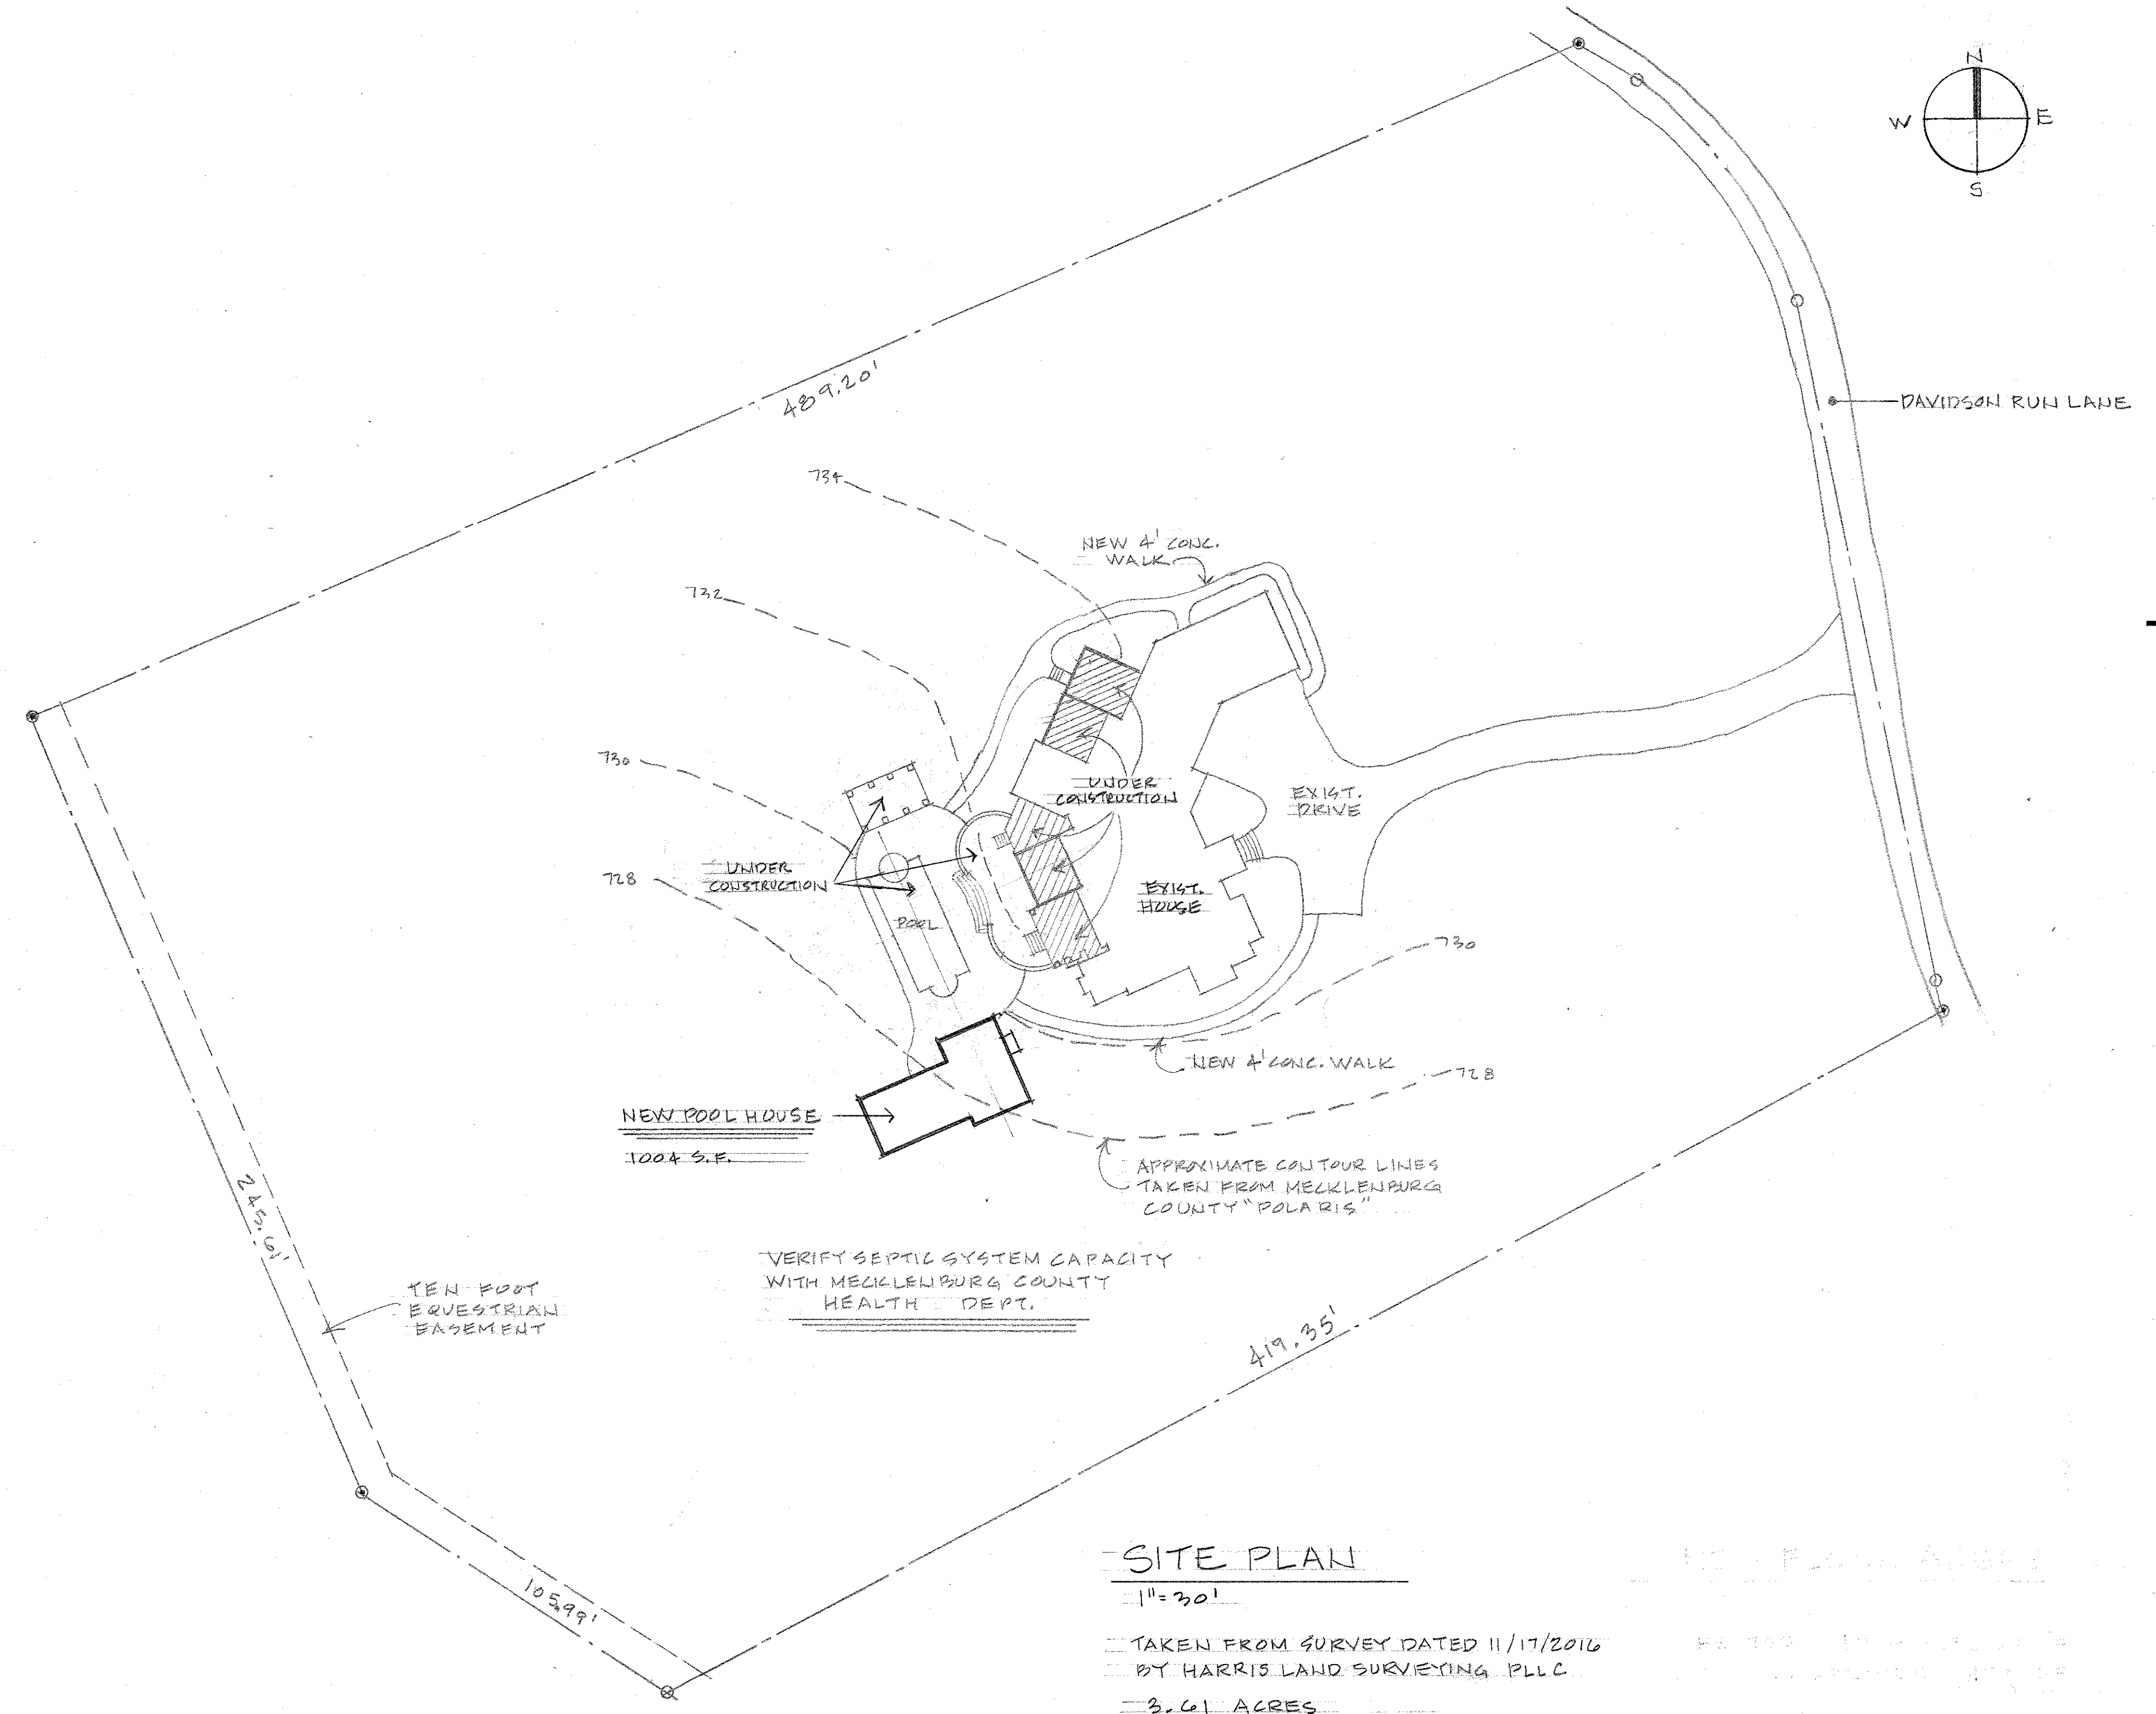 N
W
E
S
DAVIDSON RUN LANE
489.20'
734
NEW 4' CONC.
WALK
732
730
UNDER
CONSTRUCTION
EXIST.
DRIVE
UNDER
CONSTRUCTION
728
EXIST.
HOUSE
POOL
730
NEW 4' CONC. WALK
728
NEW POOL HOUSE
1004 S.F.
APPROXIMATE CONTOUR LINES
TAKEN FROM MECKLENBURG
COUNTY "POLARIS"
245.61'
VERIFY SEPTIC SYSTEM CAPACITY
WITH MECKLENBURG COUNTY
HEALTH DEPT.
TEN FOOT
EQUESTRIAN
EASEMENT
419.35'
105.99'
SITE PLAN
1"=30'
TAKEN FROM SURVEY DATED 11/17/2016
BY HARRIS LAND SURVEYING PLLC
3.61 ACRES